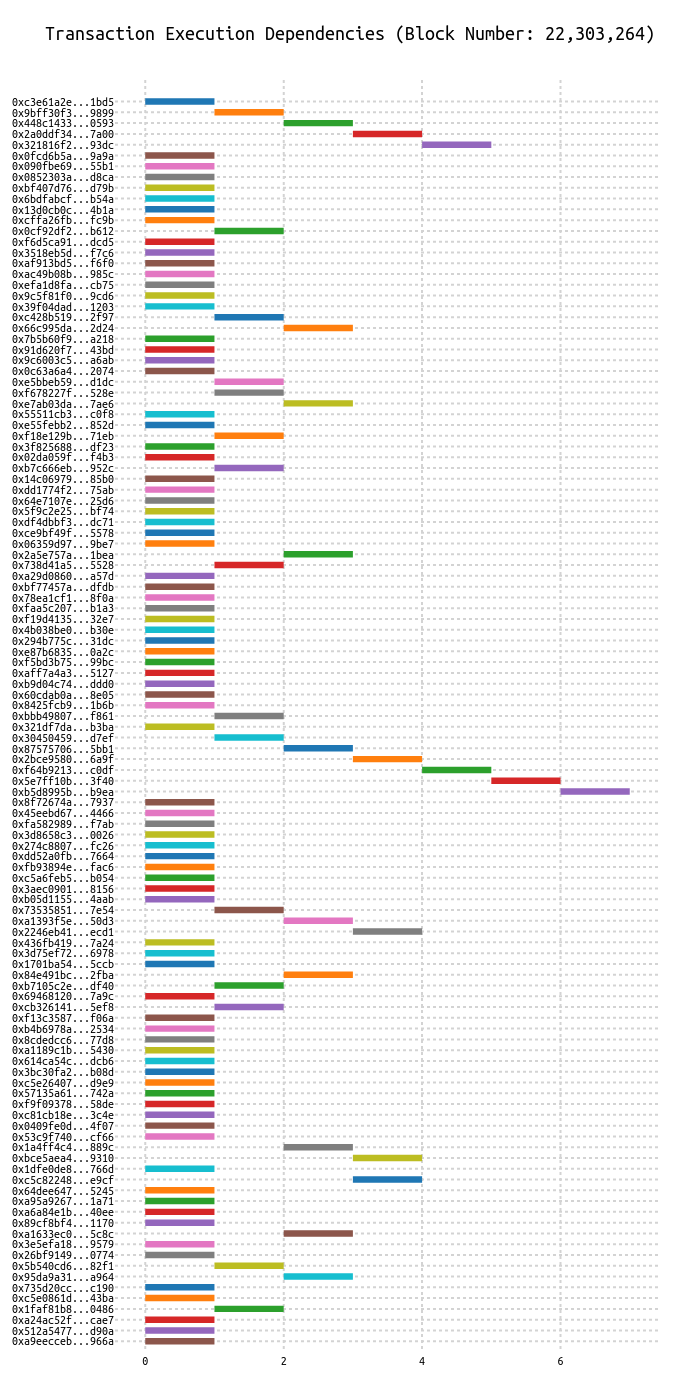 Transaction Execution Dependencies (Block Number: 22,303,264)
0xc3e61a2e...1bd5
0x9bff30f3...9899
0x448c1433...0593
0x2a0ddf34...7a00
0x321816f2...93dc
0x0fcd6b5a...9a9a
0x090fbe69...55b1
0x0852303a...d8ca
0xbf407d76...d79b
0x6bdfabcf...b54a
0x13d0cb0c...4b1a
0xcffa26fb...fc9b
0x0cf92df2...b612
0xf6d5ca91...dcd5
0x3518eb5d...f7c6
0xaf913bd5...f6f0
0xac49b08b...985c
0xefa1d8fa...cb75
0x9c5f81f0...9cd6
0x39f04dad...1203
0xc428b519...2f97
0x66c995da...2d24
0x7b5b60f9...a218
0x91d620f7...43bd
0x9c6003c5...a6ab
0x0c63a6a4...2074
0xe5bbeb59...d1dc
0xf678227f...528e
0xe7ab03da...7ae6
0x55511cb3...c0f8
0xe55febb2...852d
0xf18e129b...71eb
0x3f825688...df23
0x02da059f...f4b3
0xb7c666eb...952c
0x14c06979...85b0
0xdd1774f2...75ab
0x64e7107e...25d6
0x5f9c2e25...bf74
0xdf4dbbf3...dc71
0xce9bf49f...5578
0x06359d97...9be7
0x2a5e757a...1bea
0x738d41a5...5528
0xa29d0860...a57d
0xbf77457a...dfdb
0x78ea1cf1...8f0a
0xfaa5c207...b1a3
0xf19d4135...32e7
0x4b038be0...b30e
0x294b775c...31dc
0xe87b6835...0a2c
0xf5bd3b75...99bc
0xaff7a4a3...5127
0xb9d04c74...ddd0
0x60cdab0a...8e05
0x8425fcb9...1b6b
0xbbb49807...f861
0x321df7da...b3ba
0x30450459...d7ef
0x87575706...5bb1
0x2bce9580...6a9f
0xf64b9213...c0df
0x5e7ff10b...3f40
0xb5d8995b...b9ea
0x8f72674a...7937
0x45eebd67...4466
0xfa582989...f7ab
0x3d8658c3...0026
0x274c8807...fc26
0xdd52a0fb...7664
0xfb93894e...fac6
0xc5a6feb5...b054
0x3aec0901...8156
0xb05d1155...4aab
0x73535851...7e54
0xa1393f5e...50d3
0x2246eb41...ecd1
0x436fb419...7a24
0x3d75ef72...6978
0x1701ba54...5ccb
0x84e491bc...2fba
0xb7105c2e...df40
0x69468120...7a9c
0xcb326141...5ef8
0xf13c3587...f06a
0xb4b6978a...2534
0x8cdedcc6...77d8
0xa1189c1b...5430
0x614ca54c...dcb6
0x3bc30fa2...b08d
0xc5e26407...d9e9
0x57135a61...742a
0xf9f09378...58de
0xc81cb18e...3c4e
0x0409fe0d...4f07
0x53c9f740...cf66
0x1a4ff4c4...889c
0xbce5aea4...9310
0x1dfe0de8...766d
0xc5c82248...e9cf
0x64dee647...5245
0xa95a9267...1a71
0xa6a84e1b...40ee
0x89cf8bf4...1170
0xa1633ec0...5c8c
0x3e5efa18...9579
0x26bf9149...0774
0x5b540cd6...82f1
0x95da9a31...a964
0x735d20cc...c190
0xc5e0861d...43ba
0x1faf81b8...0486
0xa24ac52f...cae7
0x512a5477...d90a
0xa9eecceb...966a
0 2 4 6